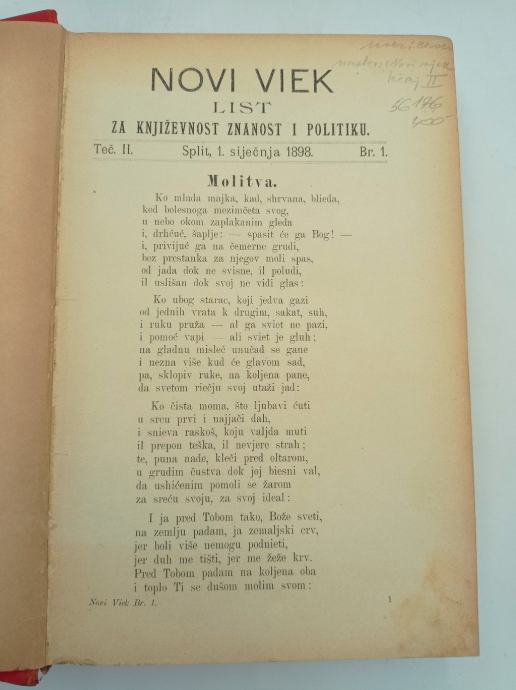 NOVI VIEK
LIST
ZA KNJIŽEVNOST ZNANOST I POLITIKU.
Teč. II. Split, 1. siječnja 1898. Br. 1.
Molitva.
Ko mlada majka, kad, shrvana, blieda,
kod bolesnoga mezimčeta svog,
u nebo okom zaplakanim gleda
i, drhćuć, šaplje: — spasit će ga Bog! —
i, privijuć ga na čemerne grudi,
bez prestanka za njegov moli spas,
od jada dok ne svisne, il poludi,
il uslišan dok svoj ne vidi glas:
Ko ubog starac, koji jedva gazi
od jednih vrata k drugim, sakat, suh,
i ruku pruža — al ga sviet ne pazi,
i pomoć vapi — ali sviet je gluh;
na gladnu misleć unučad se gane
i nezna više kud će glavom sad,
pa, sklopiv ruke, na koljena pane,
da svetom riečju svoj utaži jad:
Ko čista moma, što ljubavi ćuti
u srcu prvi i najjači dah,
i snieva raskoš, koju valjda muti
il prepon teška, il nevjere strah;
te, puna nade, kleči pred oltarom,
u grudim čustva dok joj biesni val,
da ushićenim pomoli se žarom
za sreću svoju, za svoj ideal:
I ja pred Tobom tako, Bože sveti,
na zemlju padam, ja zemaljski crv,
jer boli više nemogu podnieti,
jer duh me tišti, jer me žeže krv.
Pred Tobom padam na koljena oba
i toplo Ti se dušom molim svom:
Novi Viek Br. 1. 1
56176
400